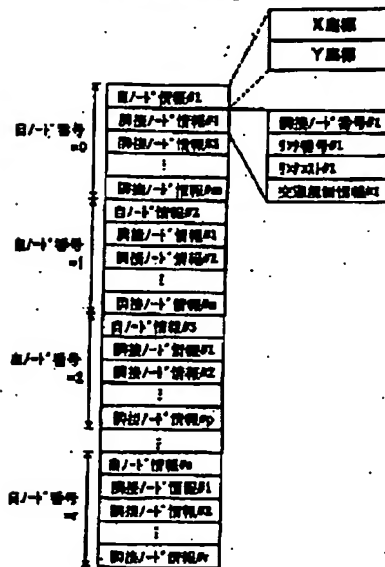 X座標
Y座標
自ノード情報#1
隣接ノード情報#1
隣接ノード情報#2
⋮
隣接ノード情報#m
自ノード番号
=0
隣接ノード番号#1
リンク番号#1
リンクコスト#1
交通規制情報#1
自ノード情報#2
隣接ノード情報#1
隣接ノード情報#2
⋮
隣接ノード情報#n
自ノード番号
=1
自ノード情報#3
隣接ノード情報#1
隣接ノード情報#2
⋮
隣接ノード情報#p
自ノード番号
=2
⋮
自ノード情報
隣接ノード情報#1
隣接ノード情報#2
⋮
隣接ノード情報#r
自ノード番号